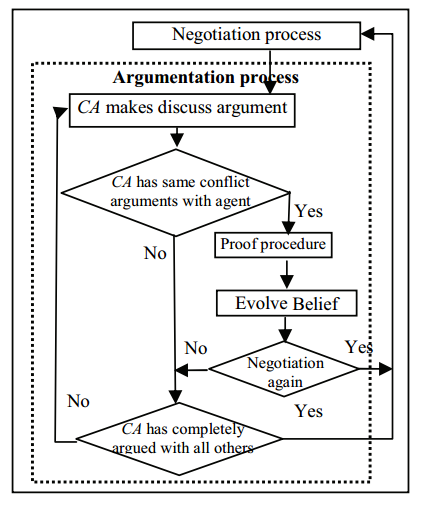 Negotiation process
Argumentation process
CA makes discuss argument
CA has same conflict
arguments with agent
Yes
Proof procedure
No
Evolve Belief
No
Yes
Negotiation
again
No
Yes
CA has completely
argued with all others